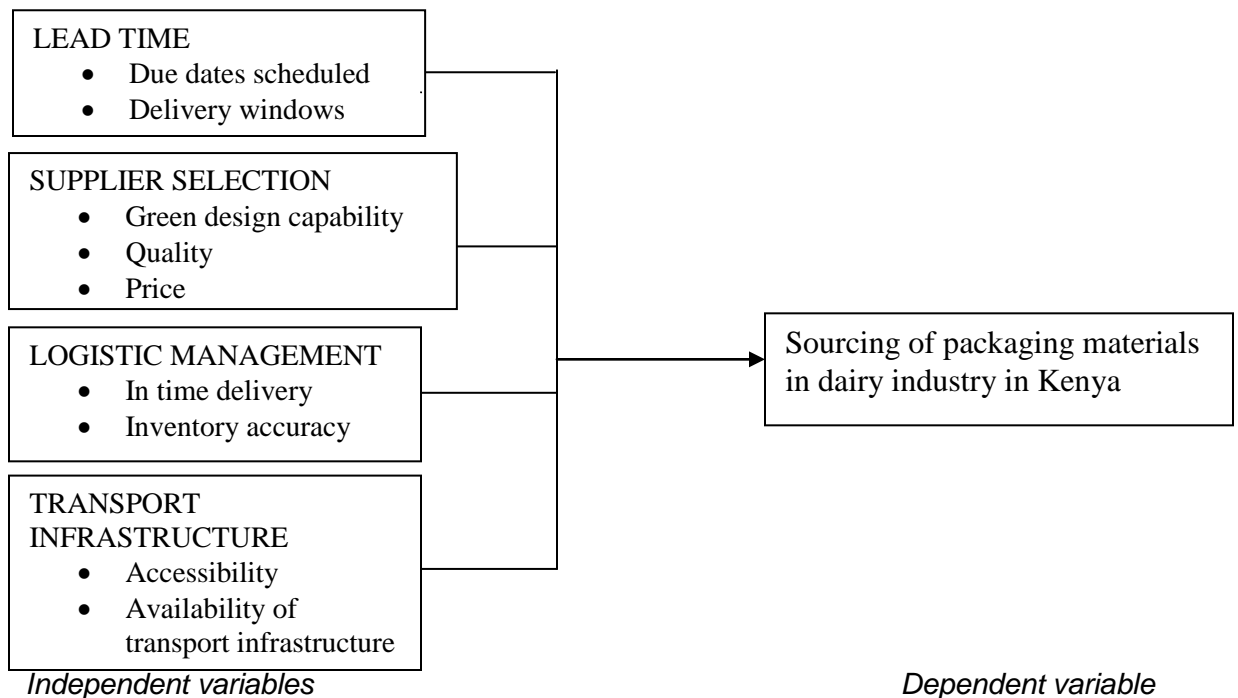 LEAD TIME
• Due dates scheduled
• Delivery windows
SUPPLIER SELECTION
• Green design capability
• Quality
• Price
LOGISTIC MANAGEMENT
• In time delivery
• Inventory accuracy
TRANSPORT
INFRASTRUCTURE
• Accessibility
• Availability of
transport infrastructure
Independent variables
Sourcing of packaging materials
in dairy industry in Kenya
Dependent variable